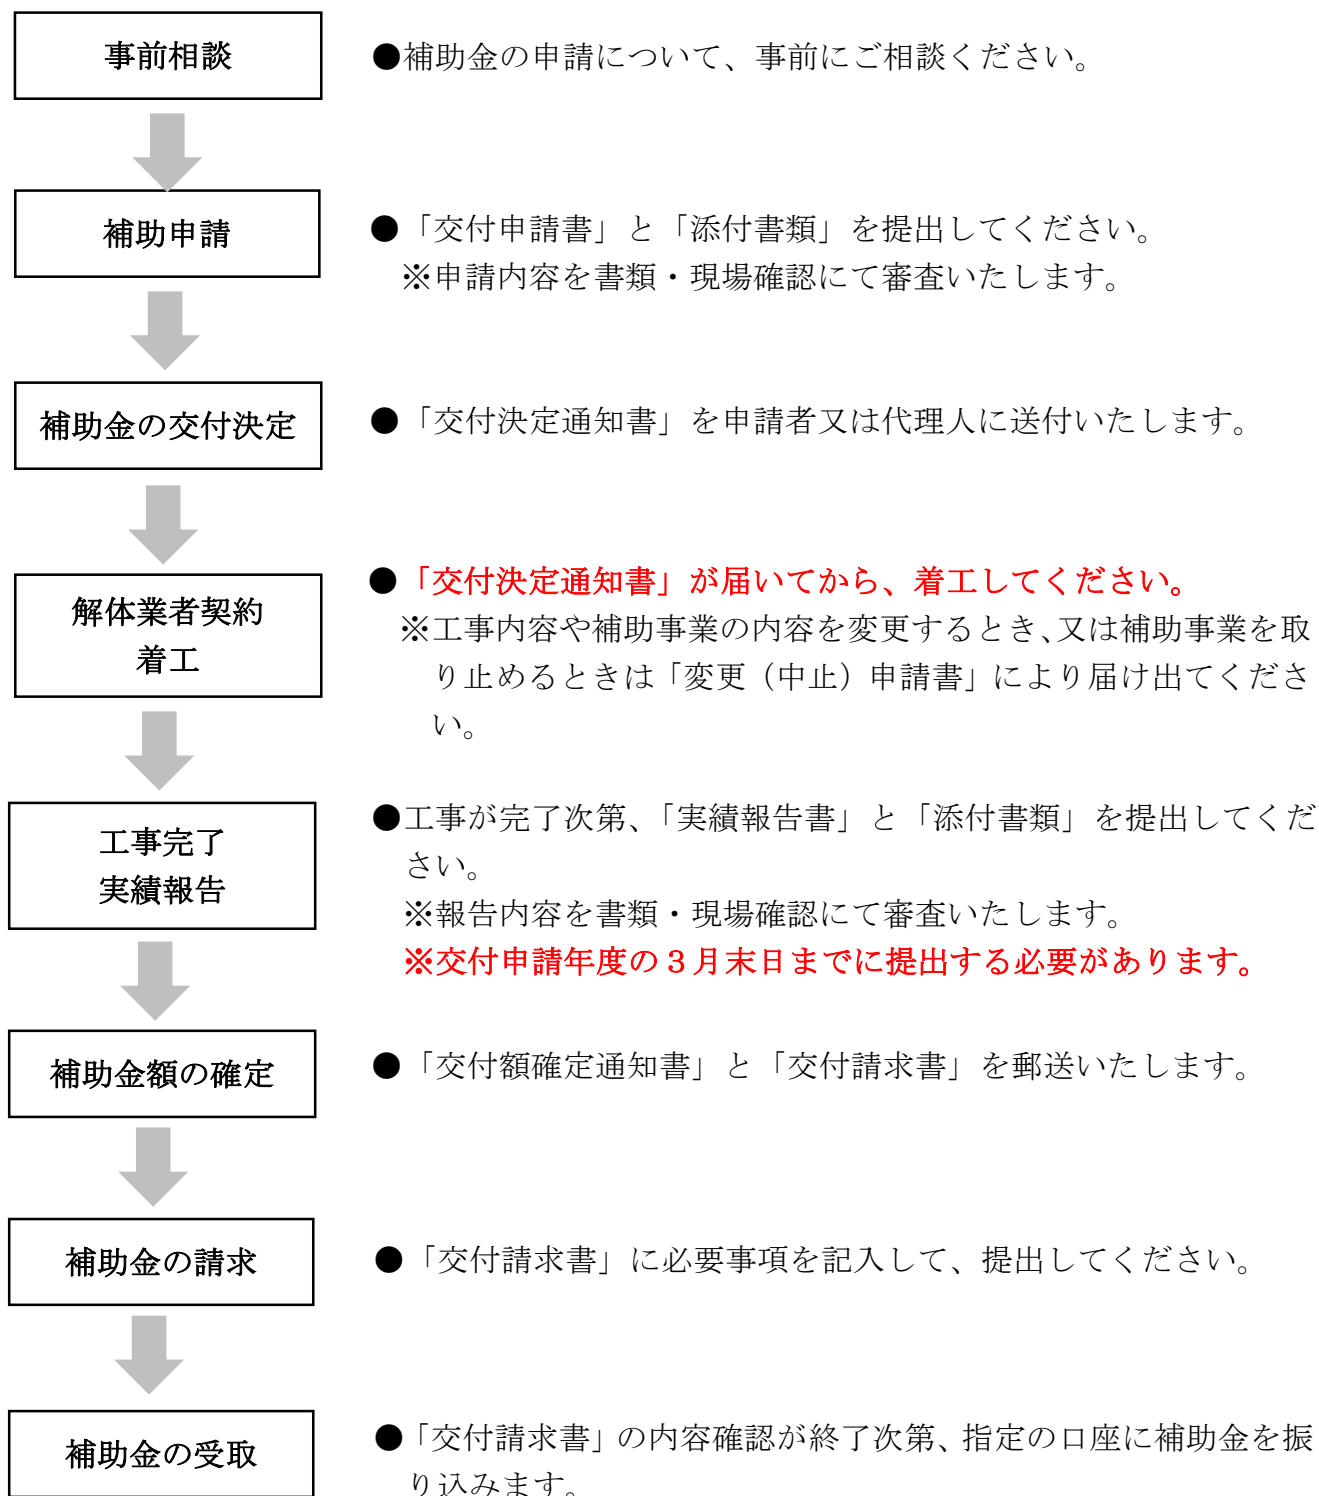 事前相談
●補助金の申請について、事前にご相談ください。
補助申請
●「交付申請書」と「添付書類」を提出してください。
※申請内容を書類・現場確認にて審査いたします。
補助金の交付決定
●「交付決定通知書」を申請者又は代理人に送付いたします。
解体業者契約
着工
●「交付決定通知書」が届いてから、着工してください。
※工事内容や補助事業の内容を変更するとき、又は補助事業を取
り止めるときは「変更（中止）申請書」により届け出てくださ
い。
工事完了
実績報告
●工事が完了次第、「実績報告書」と「添付書類」を提出してくだ
さい。
※報告内容を書類・現場確認にて審査いたします。
※交付申請年度の３月末日までに提出する必要があります。
補助金額の確定
●「交付額確定通知書」と「交付請求書」を郵送いたします。
補助金の請求
●「交付請求書」に必要事項を記入して、提出してください。
補助金の受取
●「交付請求書」の内容確認が終了次第、指定の口座に補助金を振
り込みます。